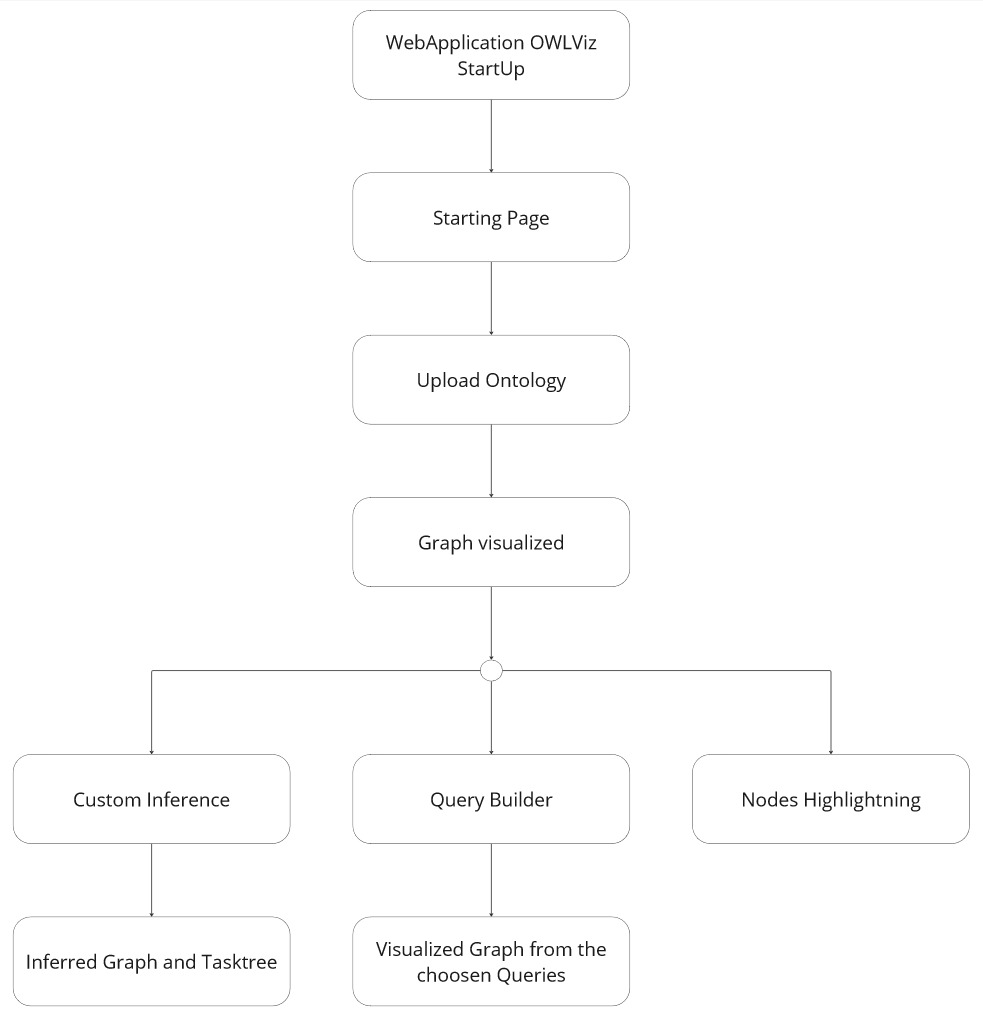 WebApplication OWLViz
StartUp
Starting Page
Upload Ontology
Graph visualized
Custom Inference
Query Builder
Nodes Highlightning
Inferred Graph and Tasktree
Visualized Graph from the
choosen Queries